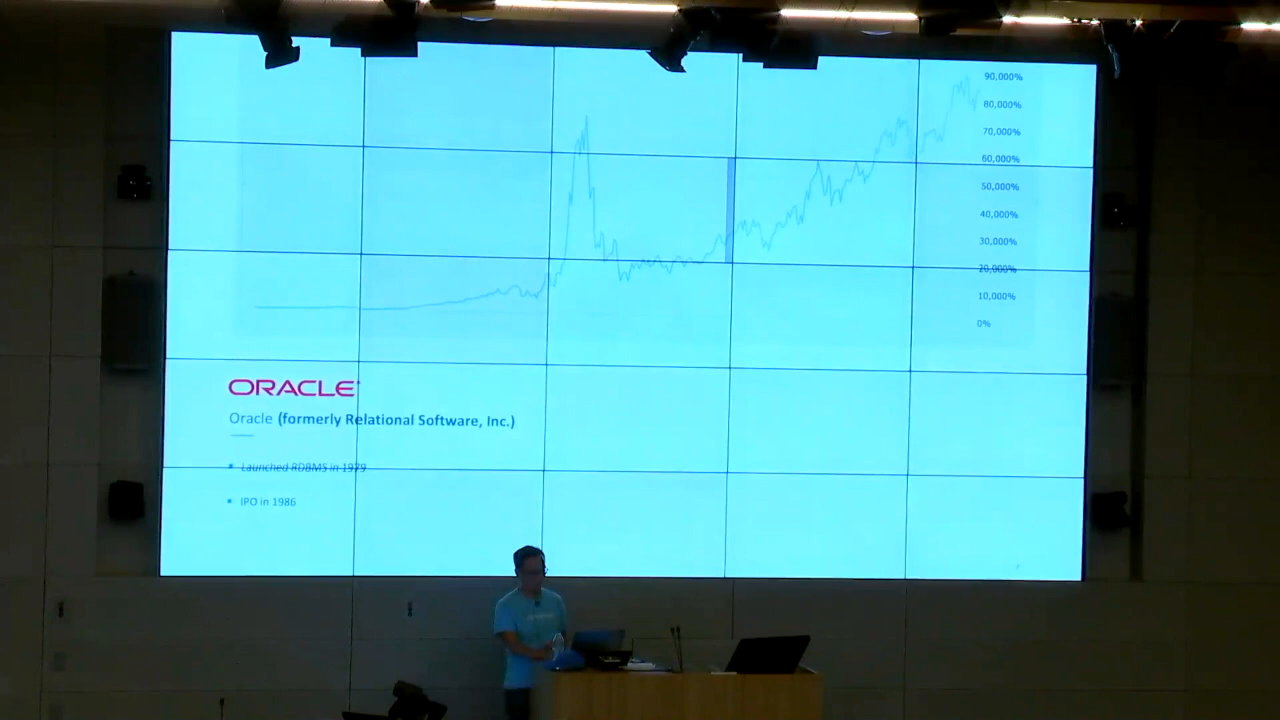 90,000%
80,000%
70,000%
60,000%
50,000%
40,000%
30,000%
20,000%
10,000%
0%
ORACLE
Oracle (formerly Relational Software, Inc.)
* Launched RDBMS in 1979
* IPO in 1986